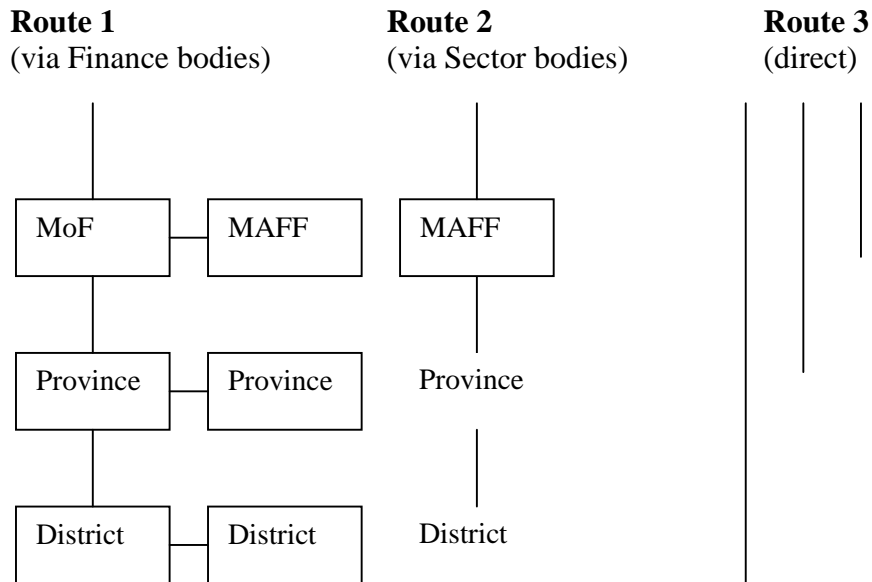 Route 1
(via Finance bodies)
Route 2
(via Sector bodies)
Route 3
(direct)
MoF
MAFF
MAFF
Province
Province
Province
District
District
District